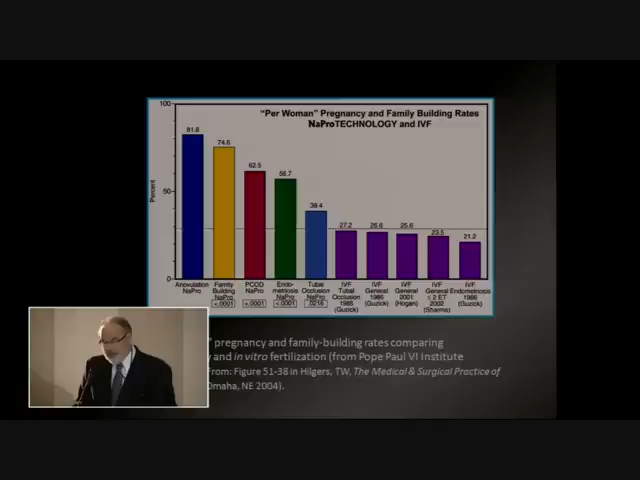 "Per Woman" Pregnancy and Family Building Rates
NaProTECHNOLOGY and IVF
Percent
100
50
0
81.8
74.6
62.5
56.7
38.4
27.2
26.6
25.6
23.5
21.2
Anovulation
NaPro
Family
Building
NaPro
<.0001
PCOD
NaPro
<.0001
Endo-
metriosis
NaPro
<.0001
Tubal
Occlusion
NaPro
.0216
IVF
Tubal
Occlusion
1985
(Guzick)
IVF
General
1986
(Guzick)
IVF
General
2001
(Hogan)
IVF
General
≤ 2 ET
2002
(Sharma)
IVF
Endometriosis
1986
(Guzick)
" pregnancy and family-building rates comparing
y and in vitro fertilization (from Pope Paul VI Institute
From: Figure 51-38 in Hilgers, TW, The Medical & Surgical Practice of
Omaha, NE 2004).